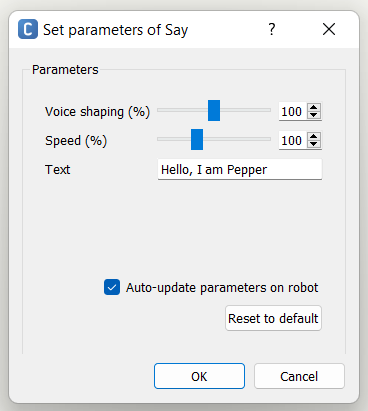 C Set parameters of Say ?
Parameters
Voice shaping (%) 100
Speed (%) 100
Text Hello, I am Pepper
Auto-update parameters on robot
Reset to default
OK Cancel